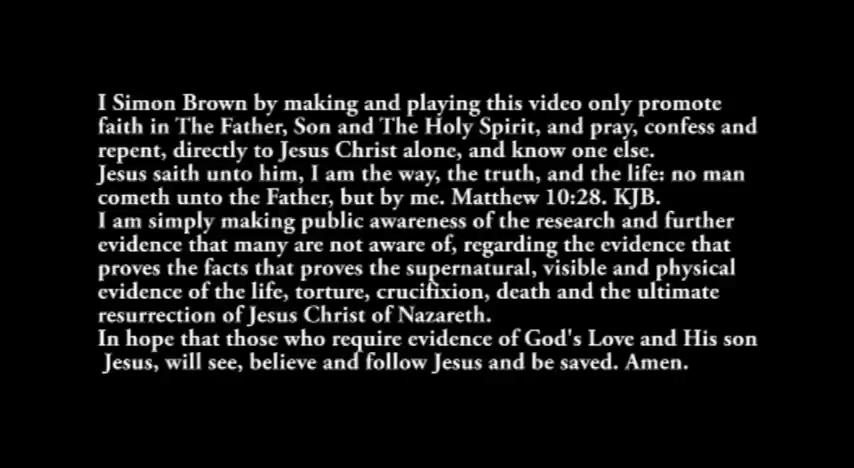 I Simon Brown by making and playing this video only promote
faith in The Father, Son and The Holy Spirit, and pray, confess and
repent, directly to Jesus Christ alone, and know one else.
Jesus saith unto him, I am the way, the truth, and the life: no man
cometh unto the Father, but by me. Matthew 10:28. KJB.
I am simply making public awareness of the research and further
evidence that many are not aware of, regarding the evidence that
proves the facts that proves the supernatural, visible and physical
evidence of the life, torture, crucifixion, death and the ultimate
resurrection of Jesus Christ of Nazareth.
In hope that those who require evidence of God's Love and His son
Jesus, will see, believe and follow Jesus and be saved. Amen.